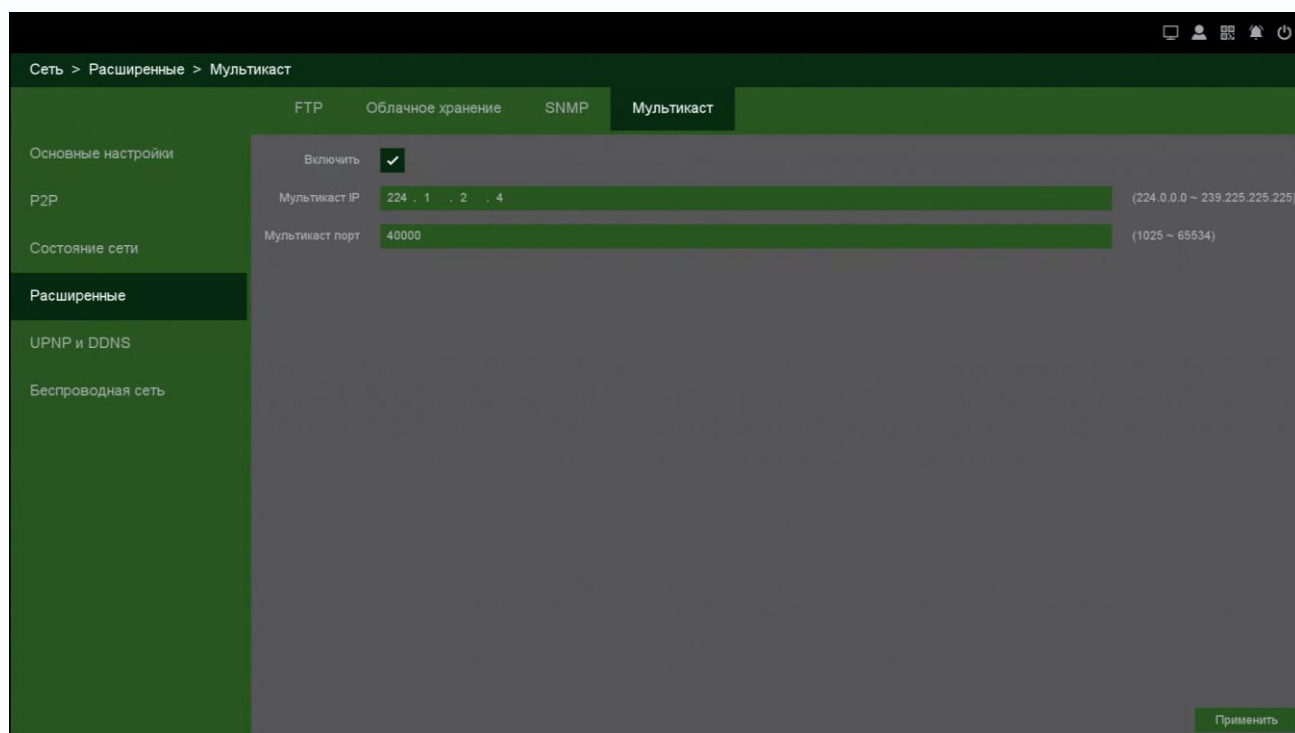 Сеть > Расширенные > Мультикаст
FTP Облачное хранение SNMP Мультикаст
Основные настройки
P2P
Состояние сети
Расширенные
UPNP и DDNS
Беспроводная сеть
Включить
Мультикаст IP 224 . 1 . 2 . 4 (224.0.0.0 ~ 239.225.225.225)
Мультикаст порт 40000 (1025 ~ 65534)
Применить